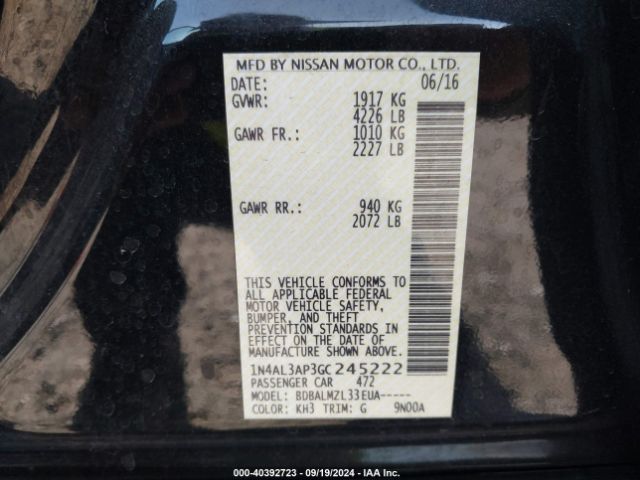 MFD BY NISSAN MOTOR CO., LTD.
DATE: 06/16
GVWR: 1917 KG
4226 LB
GAWR FR.: 1010 KG
2227 LB
GAWR RR.: 940 KG
2072 LB
THIS VEHICLE CONFORMS TO
ALL APPLICABLE FEDERAL
MOTOR VEHICLE SAFETY,
BUMPER, AND THEFT
PREVENTION STANDARDS IN
EFFECT ON THE DATE OF
MANUFACTURE SHOWN ABOVE.
1N4AL3AP3GC245222
PASSENGER CAR 472
MODEL: BDBALMZL33EUA-----
COLOR: KH3 TRIM: G 9N00A
000-40392723 - 09/19/2024 - IAA Inc.